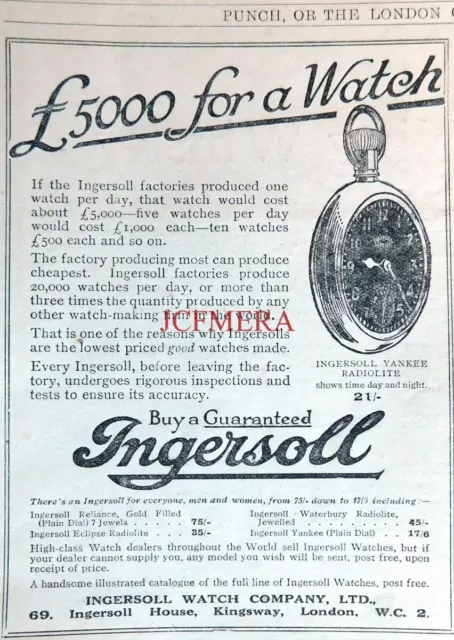 PUNCH, OR THE LONDON
£5000 for a Watch
If the Ingersoll factories produced one
watch per day, that watch would cost
about £5,000—five watches per day
would cost £1,000 each—ten watches
£500 each and so on.
The factory producing most can produce
cheapest. Ingersoll factories produce
20,000 watches per day, or more than
three times the quantity produced by any
other watch-making firm in the world.
JCFMERA
That is one of the reasons why Ingersolls
are the lowest priced good watches made.
Every Ingersoll, before leaving the fac-
tory, undergoes rigorous inspections and
tests to ensure its accuracy.
INGERSOLL YANKEE
RADIOLITE
shows time day and night.
21/-
Buy a Guaranteed
Ingersoll
There's an Ingersoll for everyone, men and women, from 75/- down to 17/6 including:—
Ingersoll Reliance, Gold Filled
(Plain Dial) 7 Jewels . . . . . 75/-
Ingersoll Eclipse Radiolite . . . 35/-
Ingersoll - Waterbury Radiolite,
Jewelled . . . . . . . . . 45/-
Ingersoll Yankee (Plain Dial) . . 17/6
High-class Watch dealers throughout the World sell Ingersoll Watches, but if
your dealer cannot supply you, any model you wish will be sent, post free, upon
receipt of price.
A handsome illustrated catalogue of the full line of Ingersoll Watches, post free.
INGERSOLL WATCH COMPANY, LTD.,
69, Ingersoll House, Kingsway, London, W.C. 2.